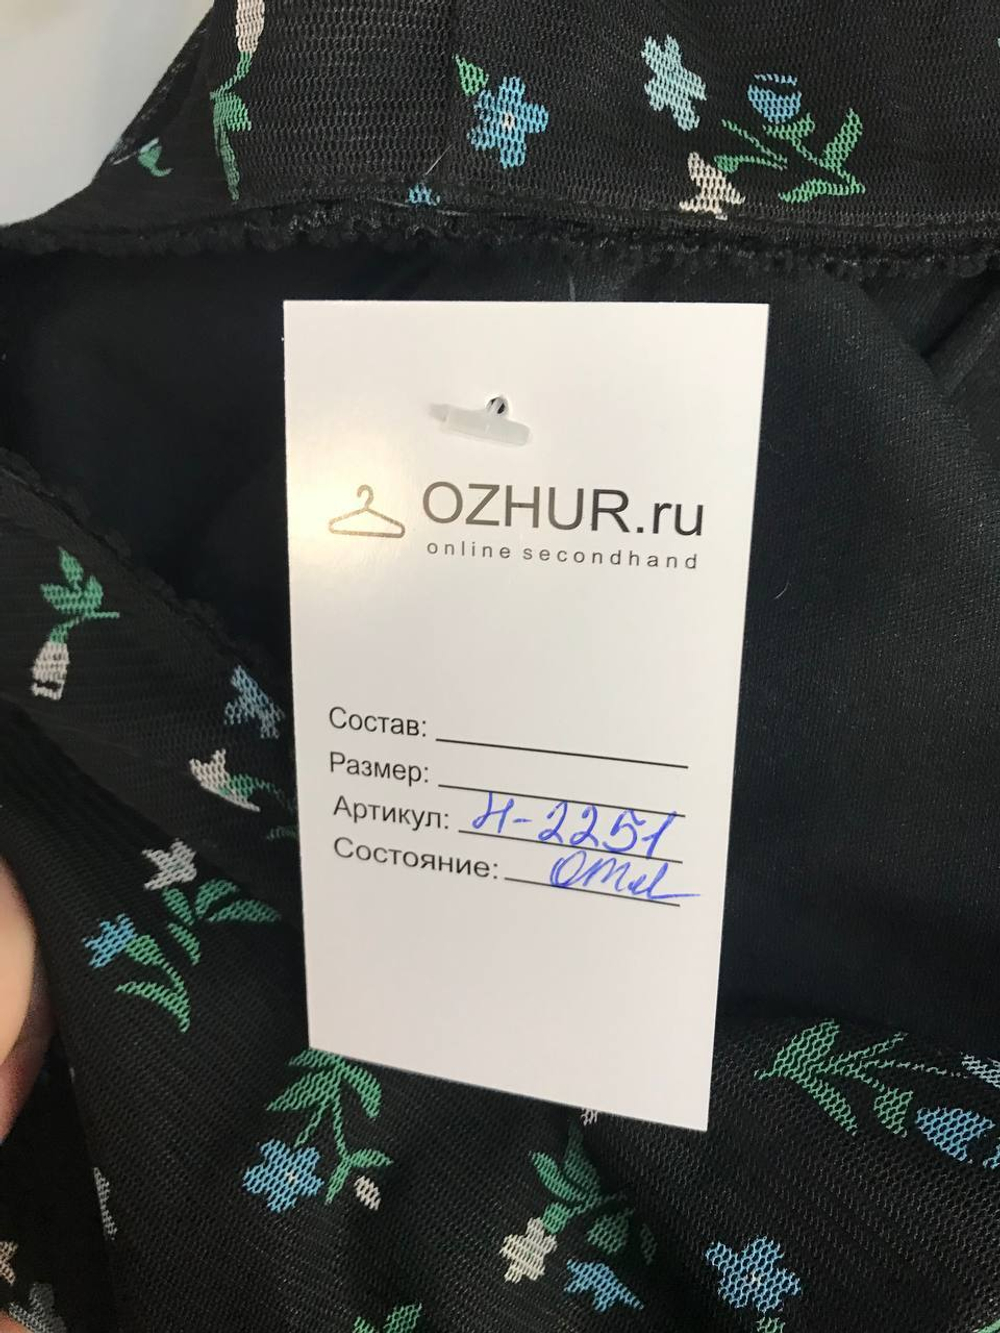 OZHUR.ru
online secondhand
Состав:
Размер:
Артикул: Н-2251
Состояние: Отл